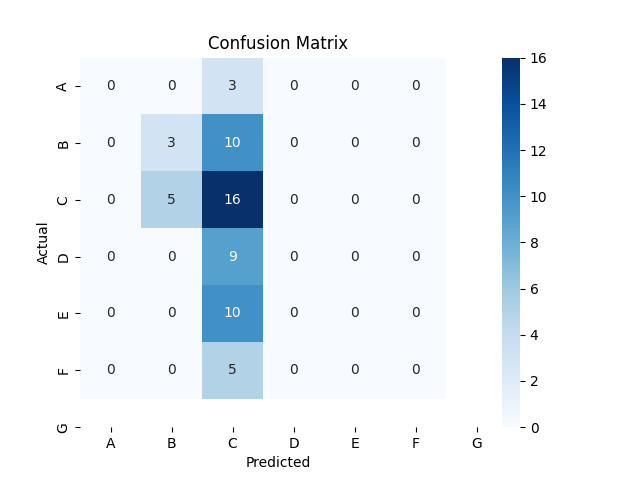 Confusion Matrix
A 0 0 3 0 0 0
B 0 3 10 0 0 0
C 0 5 16 0 0 0
D 0 0 9 0 0 0
E 0 0 10 0 0 0
F 0 0 5 0 0 0
G
A B C D E F G
Actual
Predicted
16
14
12
10
8
6
4
2
0